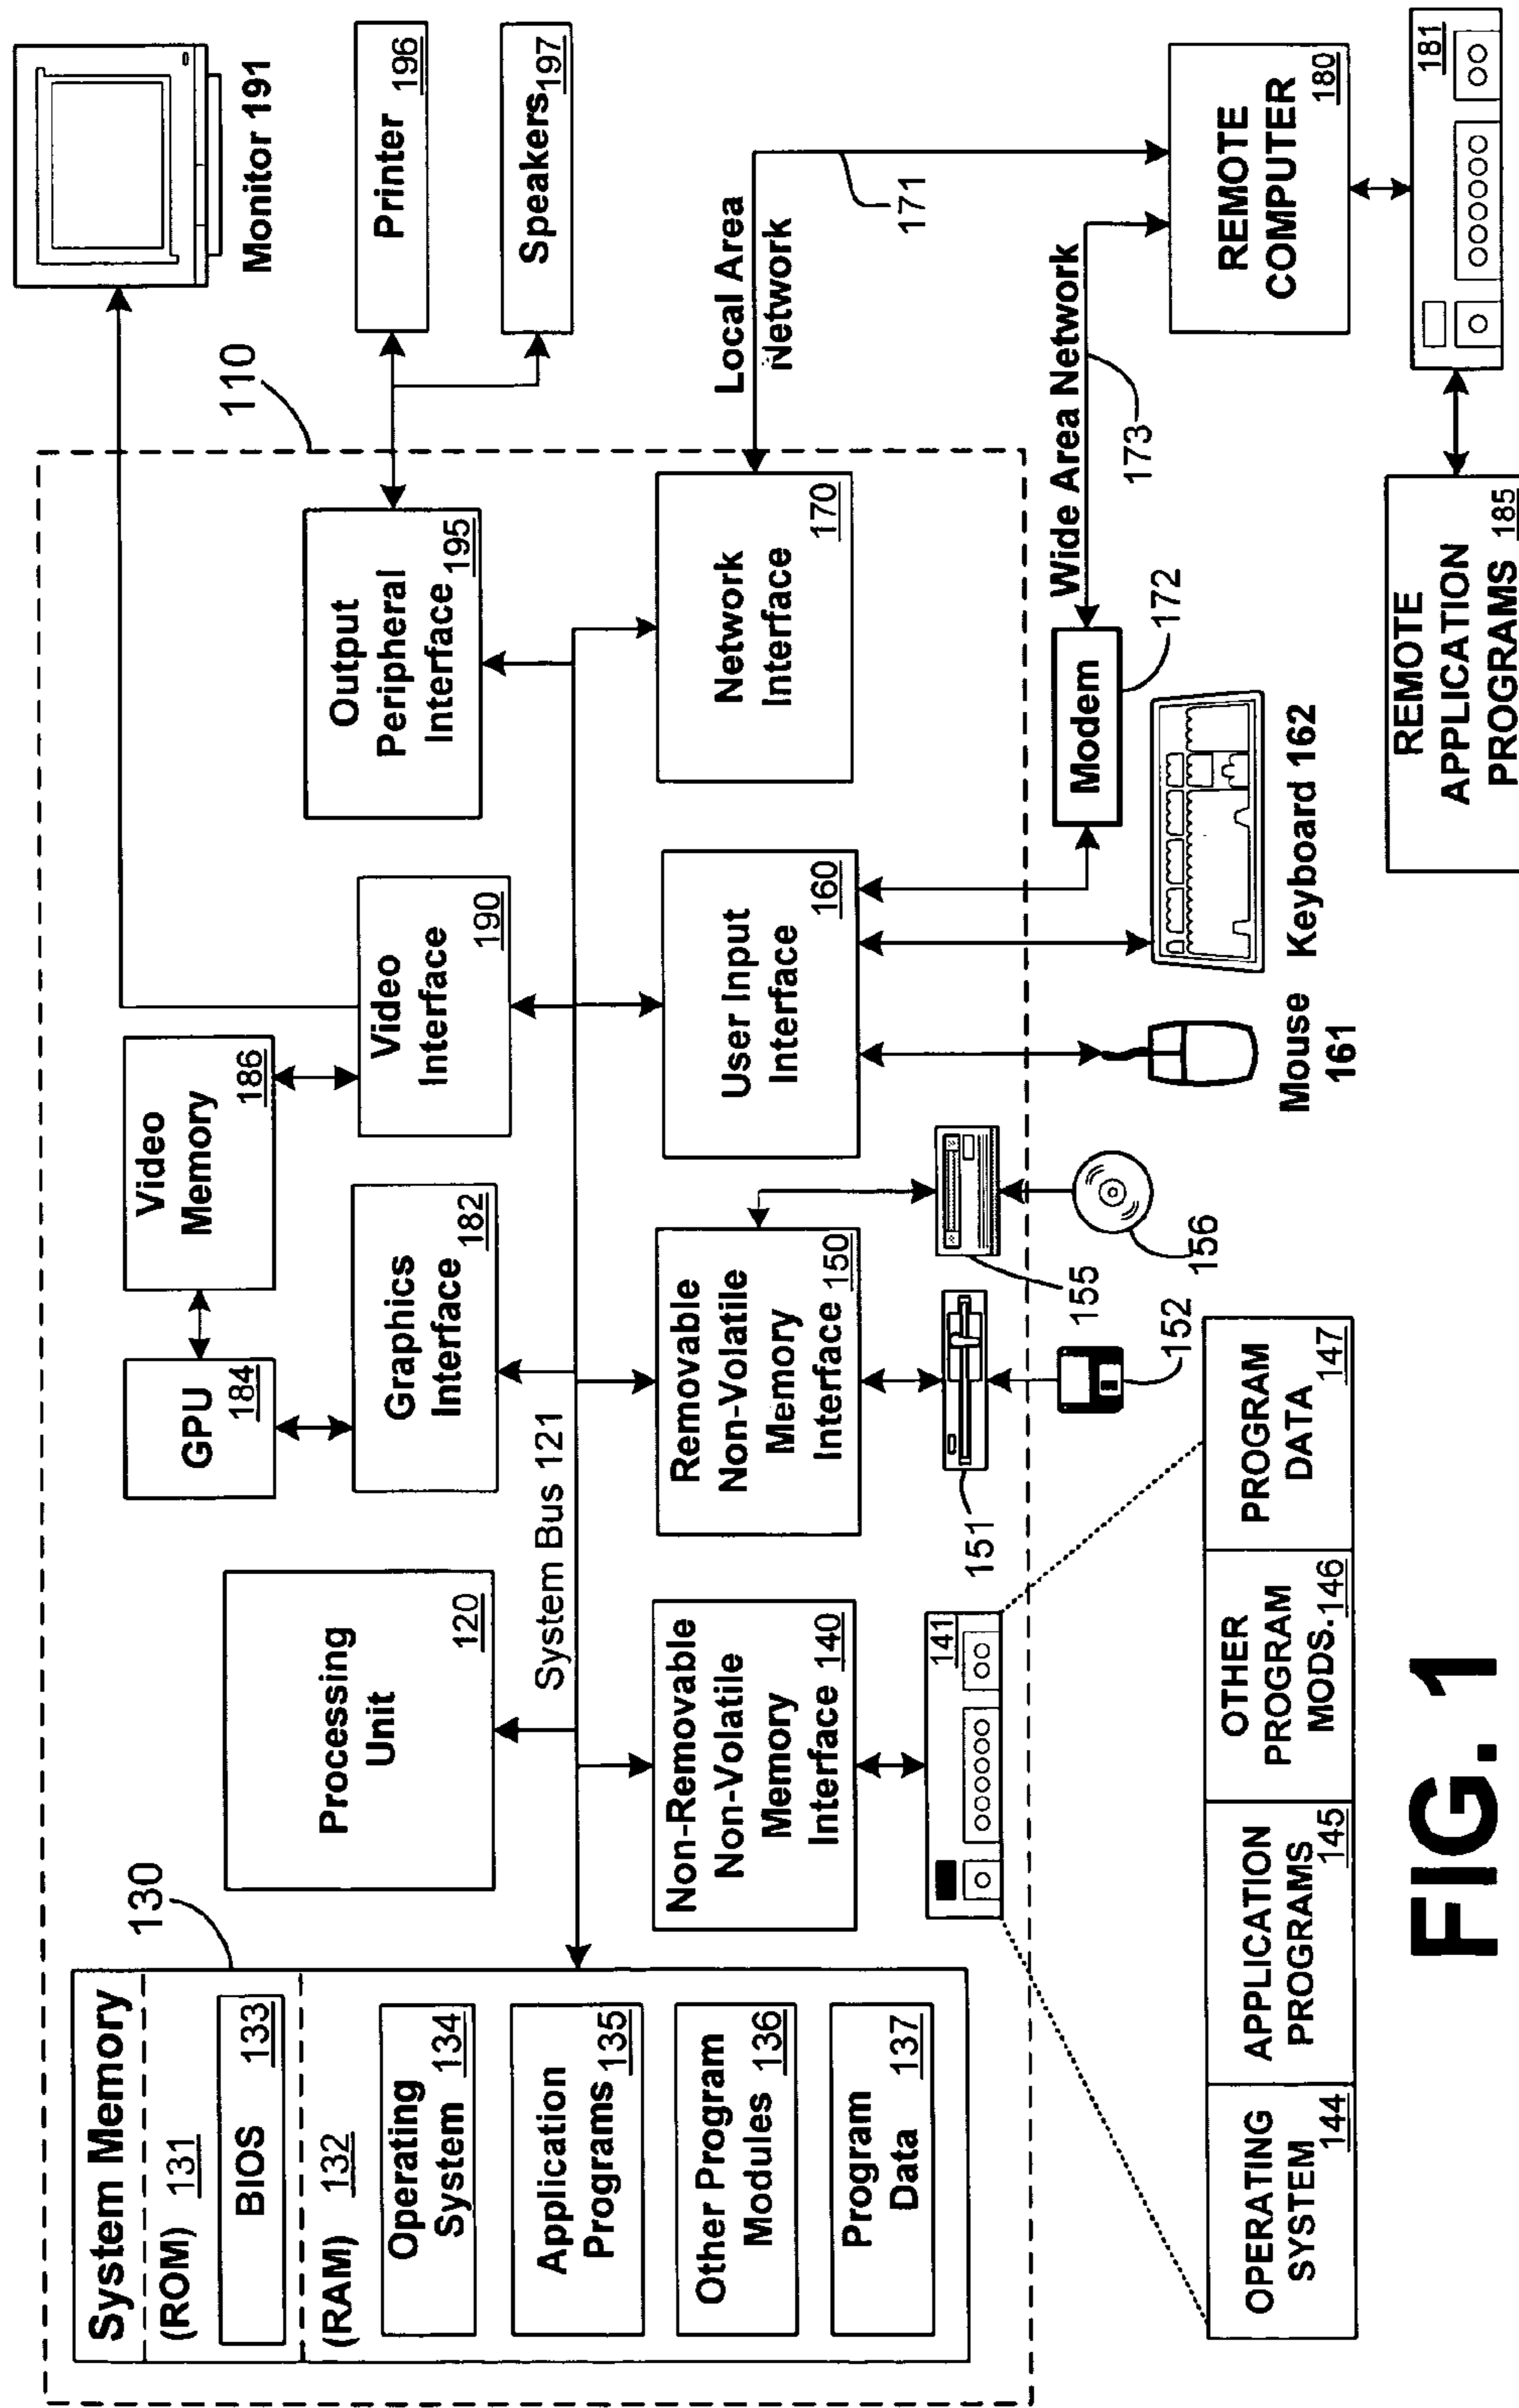 System Memory
(ROM) 131
BIOS 133
(RAM) 132
Operating
System 134
Application
Programs 135
Other Program
Modules 136
Program
Data 137
130
Processing
Unit
120
GPU
184
Video
Memory
186
Graphics
Interface
182
Video
Interface
190
Output
Peripheral
Interface 195
110
Monitor 191
Printer
196
Speakers 197
System Bus 121
Non-Removable
Non-Volatile
Memory
Interface 140
Removable
Non-Volatile
Memory
Interface 150
User Input
Interface
160
Network
Interface
170
Local Area
Network
171
141
151
152
155
156
Mouse
161
Keyboard 162
Modem
172
Wide Area Network
173
REMOTE
COMPUTER
180
181
REMOTE
APPLICATION
PROGRAMS 185
OPERATING
SYSTEM
144
APPLICATION
PROGRAMS
145
OTHER
PROGRAM
MODS. 146
PROGRAM
DATA
147
FIG. 1